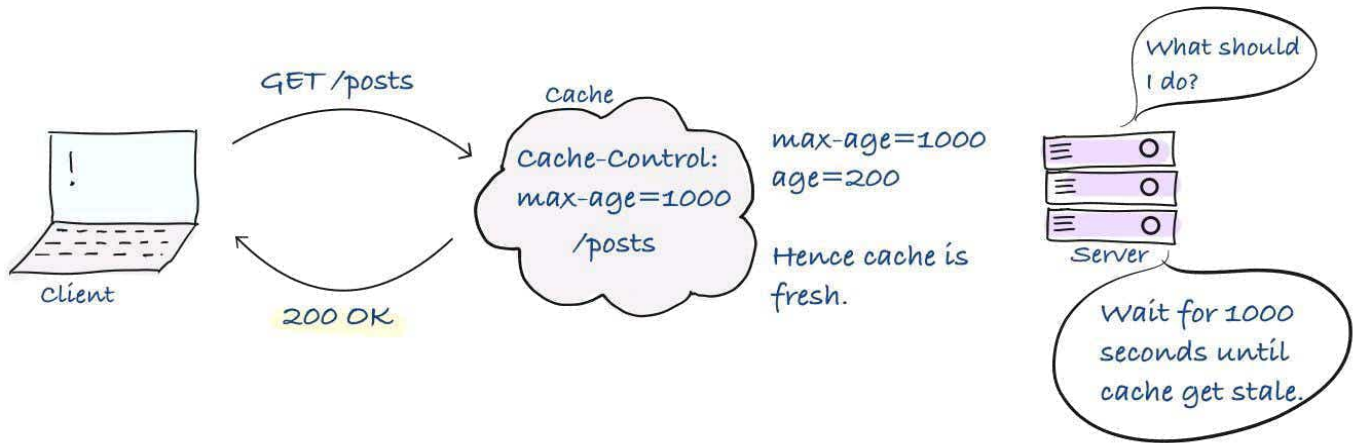 GET /posts
!
Client
200 OK
Cache
Cache-Control:
max-age=1000
/posts
max-age=1000
age=200
Hence cache is
fresh.
What should
I do?
Server
Wait for 1000
seconds until
cache get stale.